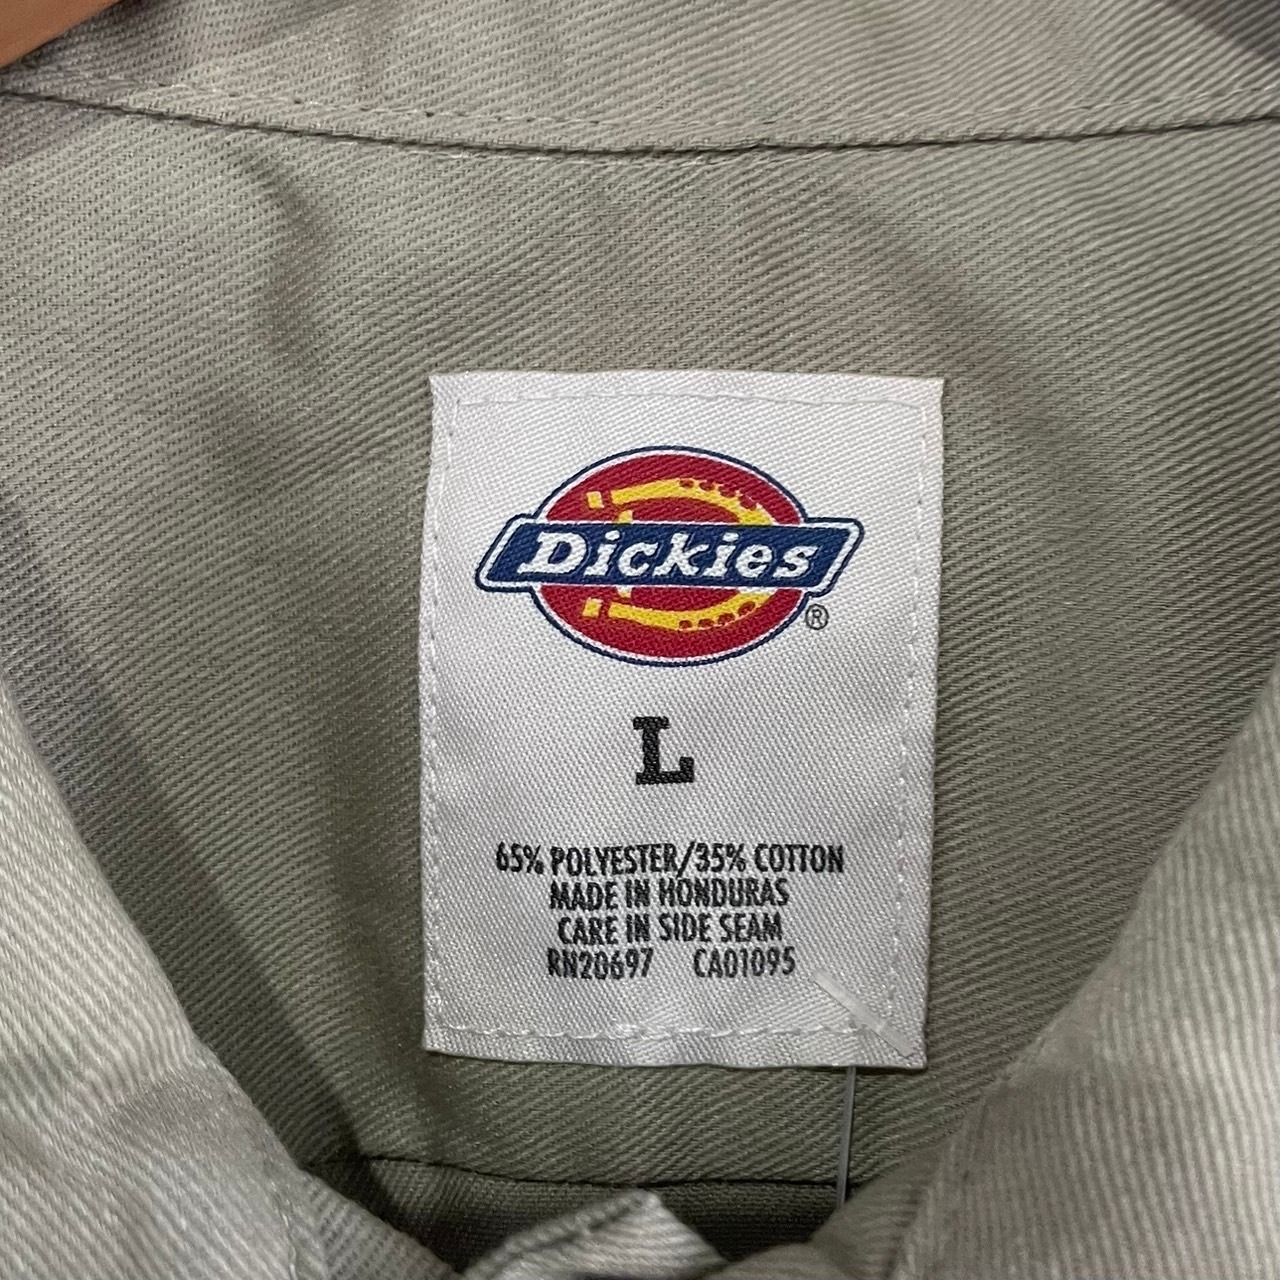 Dickies
®
L
65% POLYESTER/35% COTTON
MADE IN HONDURAS
CARE IN SIDE SEAM
RN20697 CA01095